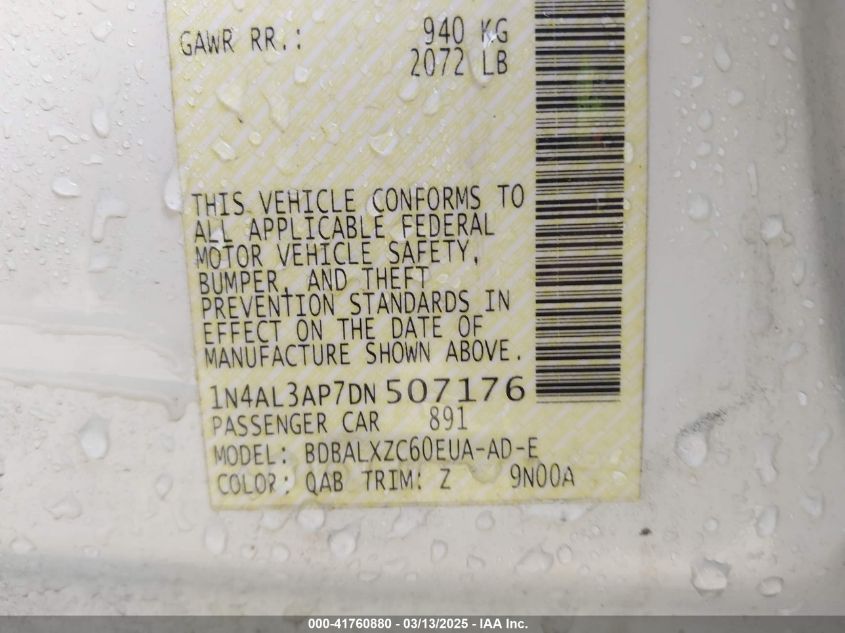 GAWR RR.: 940 KG
2072 LB
THIS VEHICLE CONFORMS TO
ALL APPLICABLE FEDERAL
MOTOR VEHICLE SAFETY,
BUMPER, AND THEFT
PREVENTION STANDARDS IN
EFFECT ON THE DATE OF
MANUFACTURE SHOWN ABOVE.
1N4AL3AP7DN507176
PASSENGER CAR 891
MODEL: BDBALXZC60EUA-AD-E
COLOR: QAB TRIM: Z 9N00A
000-41760880 — 03/13/2025 — IAA Inc.